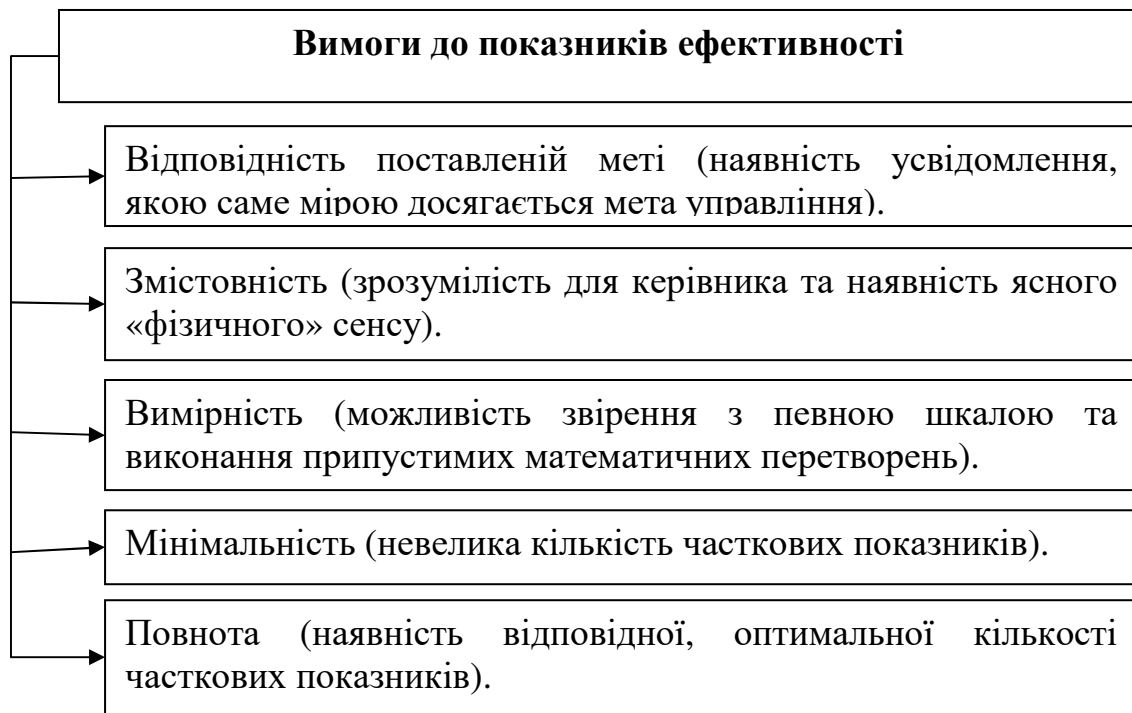 Вимоги до показників ефективності
Відповідність поставленій меті (наявність усвідомлення,
якою саме мірою досягається мета управління).
Змістовність (зрозумілість для керівника та наявність ясного
«фізичного» сенсу).
Вимірність (можливість звірення з певною шкалою та
виконання припустимих математичних перетворень).
Мінімальність (невелика кількість часткових показників).
Повнота (наявність відповідної, оптимальної кількості
часткових показників).